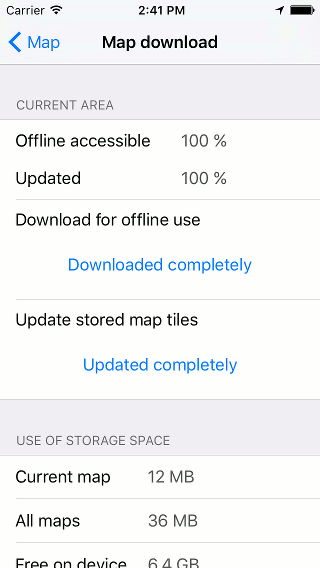 Carrier 2:41 PM
Map Map download
CURRENT AREA
Offline accessible 100 %
Updated 100 %
Download for offline use
Downloaded completely
Update stored map tiles
Updated completely
USE OF STORAGE SPACE
Current map 12 MB
All maps 36 MB
Free on device 6.4 GB